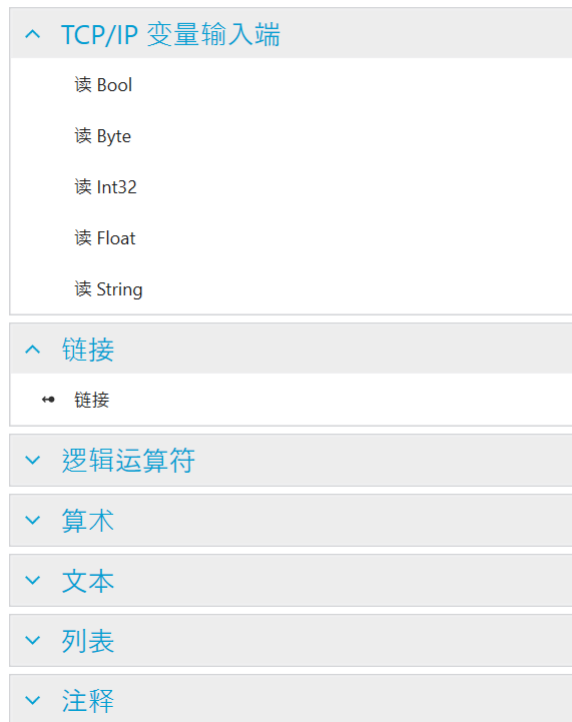 TCP/IP 变量输入端
读 Bool
读 Byte
读 Int32
读 Float
读 String
链接
链接
逻辑运算符
算术
文本
列表
注释